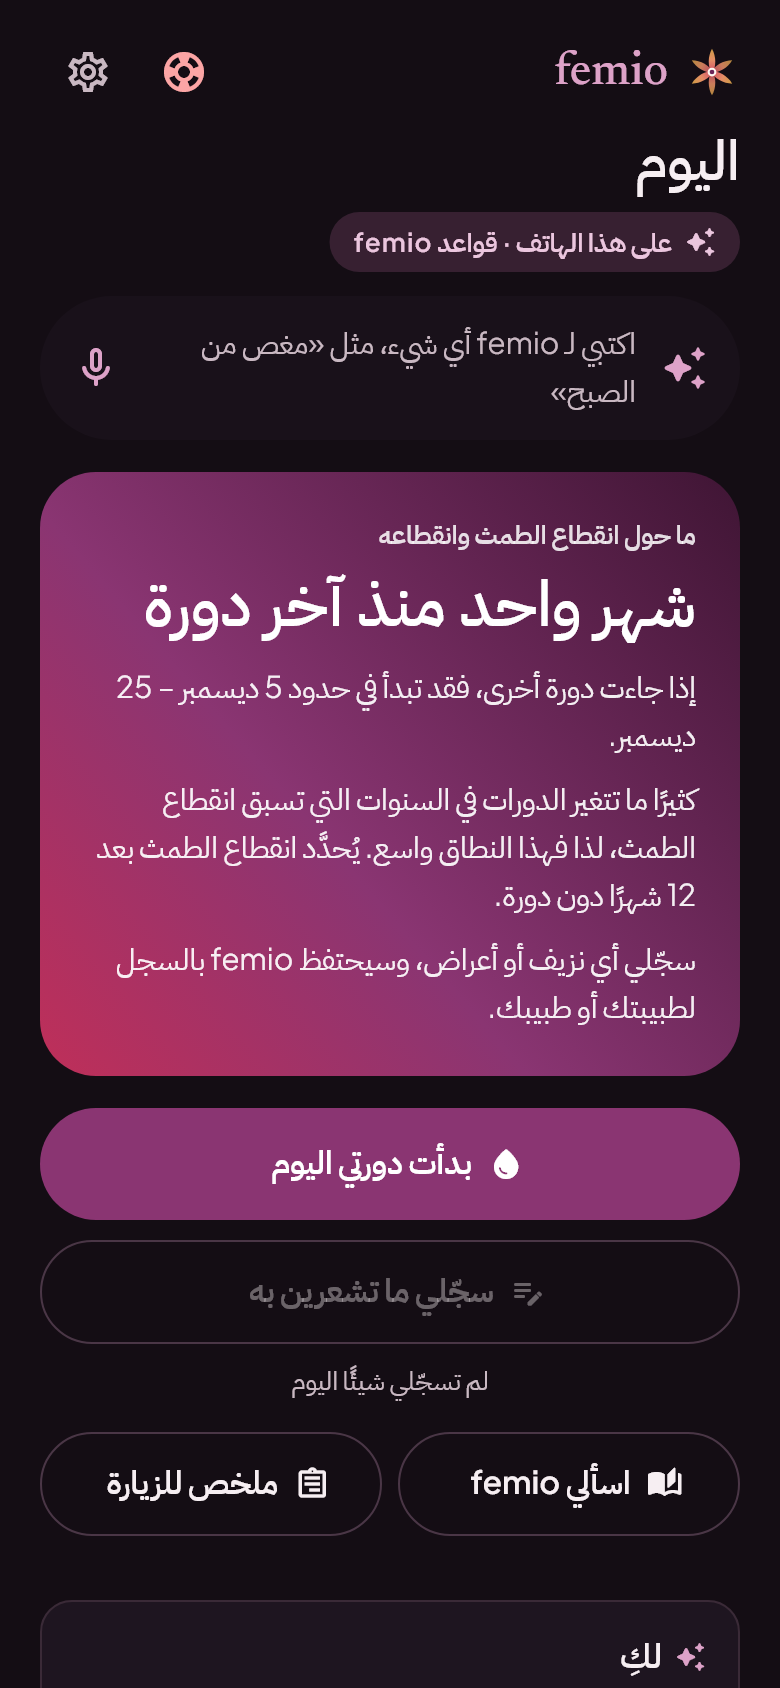 femio
اليوم
على هذا الهاتف · قواعد femio
اكتبي لـ femio أي شيء، مثل «مغص من
الصبح»
ما حول انقطاع الطمث وانقطاعه
شهر واحد منذ آخر دورة
إذا جاءت دورة أخرى، فقد تبدأ في حدود 5 ديسمبر – 25
ديسمبر.
كثيرًا ما تتغير الدورات في السنوات التي تسبق انقطاع
الطمث، لذا فهذا النطاق واسع. يُحدَّد انقطاع الطمث بعد
12 شهرًا دون دورة.
سجّلي أي نزيف أو أعراض، وسيحتفظ femio بالسجل
لطبيبتك أو طبيبك.
بدأت دورتي اليوم
سجّلي ما تشعرين به
لم تسجّلي شيئًا اليوم
اسألي femio
ملخص للزيارة
لكِ